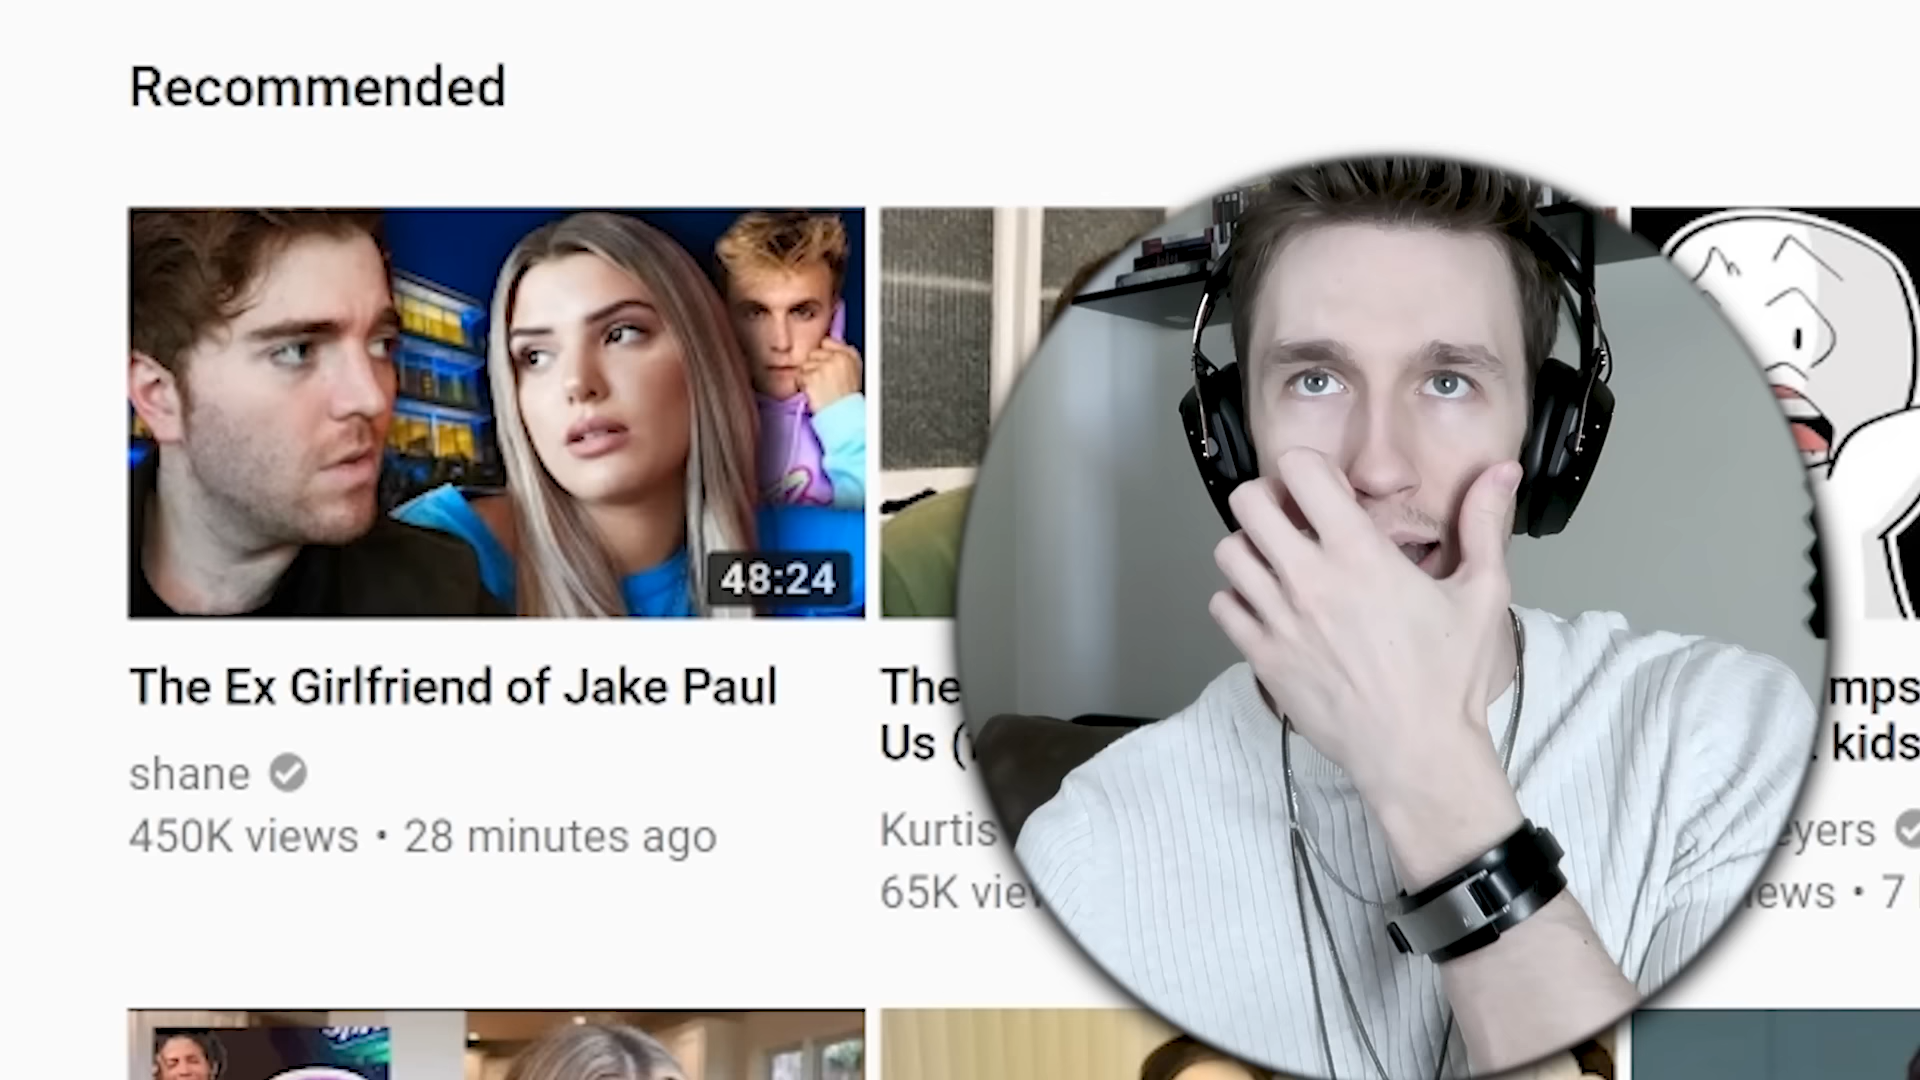 Recommended
48:24
The Ex Girlfriend of Jake Paul
The
Us (
mps
kids
shane
Kurtis
eyers
450K views • 28 minutes ago
65K
ews • 7